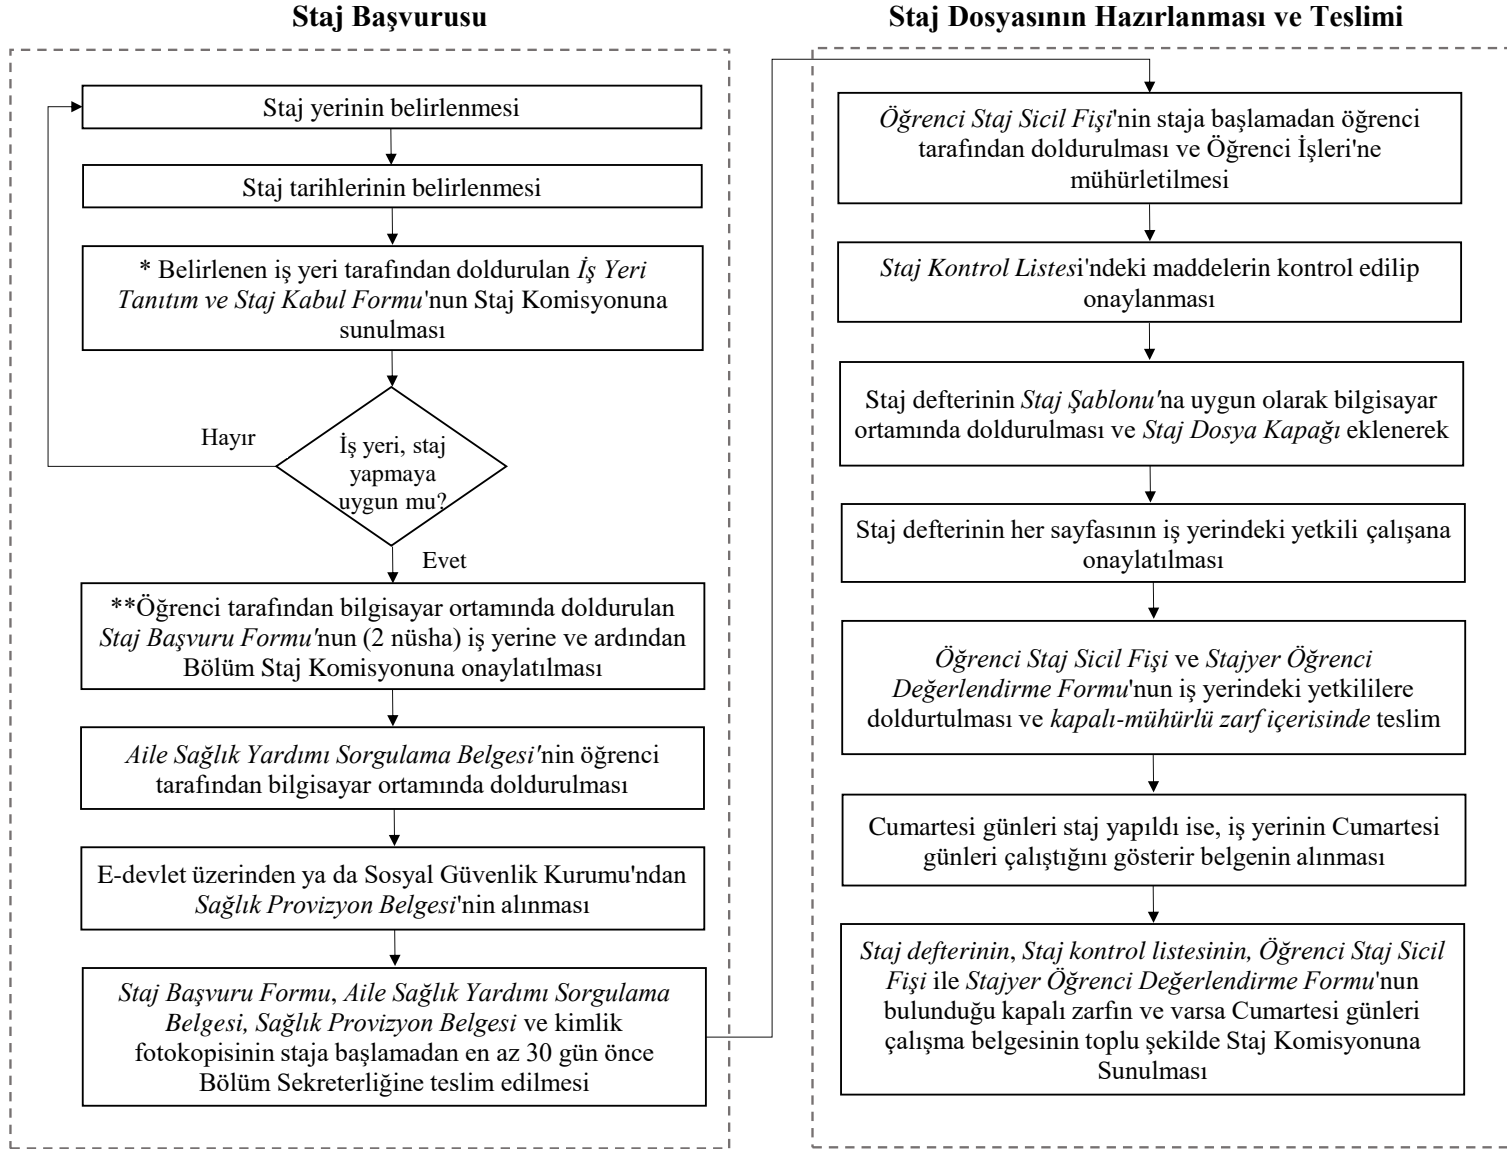 Staj Başvurusu
Staj yerinin belirlenmesi
Staj tarihlerinin belirlenmesi
* Belirlenen iş yeri tarafından doldurulan İş Yeri
Tanıtım ve Staj Kabul Formu'nun Staj Komisyonuna
sunulması
Hayır
İş yeri, staj
yapmaya
uygun mu?
Evet
**Öğrenci tarafından bilgisayar ortamında doldurulan
Staj Başvuru Formu'nun (2 nüsha) iş yerine ve ardından
Bölüm Staj Komisyonuna onaylatılması
Aile Sağlık Yardımı Sorgulama Belgesi'nin öğrenci
tarafından bilgisayar ortamında doldurulması
E-devlet üzerinden ya da Sosyal Güvenlik Kurumu'ndan
Sağlık Provizyon Belgesi'nin alınması
Staj Başvuru Formu, Aile Sağlık Yardımı Sorgulama
Belgesi, Sağlık Provizyon Belgesi ve kimlik
fotokopisinin staja başlamadan en az 30 gün önce
Bölüm Sekreterliğine teslim edilmesi
Staj Dosyasının Hazırlanması ve Teslimi
Öğrenci Staj Sicil Fişi'nin staja başlamadan öğrenci
tarafından doldurulması ve Öğrenci İşleri'ne
mühürletilmesi
Staj Kontrol Listesi'ndeki maddelerin kontrol edilip
onaylanması
Staj defterinin Staj Şablonu'na uygun olarak bilgisayar
ortamında doldurulması ve Staj Dosya Kapağı eklenerek
Staj defterinin her sayfasının iş yerindeki yetkili çalışana
onaylatılması
Öğrenci Staj Sicil Fişi ve Stajyer Öğrenci
Değerlendirme Formu'nun iş yerindeki yetkililere
doldurtulması ve kapalı-mühürlü zarf içerisinde teslim
Cumartesi günleri staj yapıldı ise, iş yerinin Cumartesi
günleri çalıştığını gösterir belgenin alınması
Staj defterinin, Staj kontrol listesinin, Öğrenci Staj Sicil
Fişi ile Stajyer Öğrenci Değerlendirme Formu'nun
bulunduğu kapalı zarfın ve varsa Cumartesi günleri
çalışma belgesinin toplu şekilde Staj Komisyonuna
Sunulması